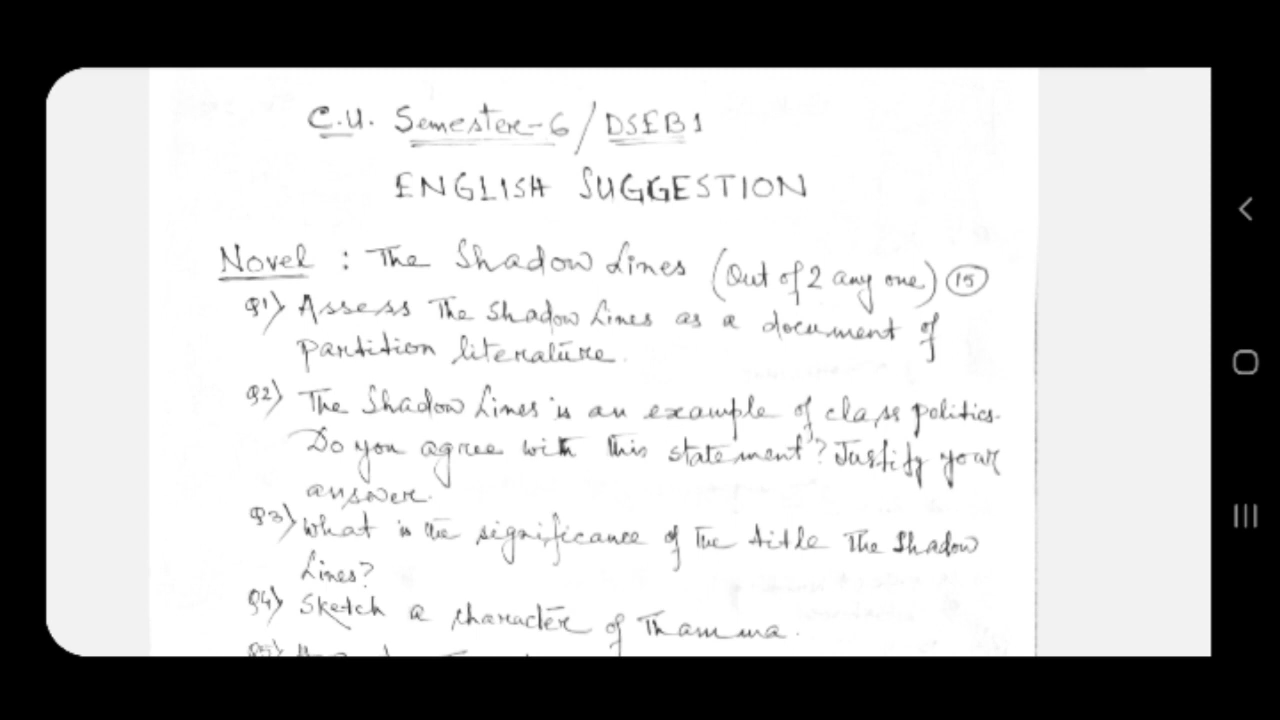 C.U. Semester-6/DSEB1
ENGLISH SUGGESTION
Novel : The Shadow Lines (Out of 2 any one) 15
Q1) Assess The Shadow Lines as a document of
partition literature.
Q2) The Shadow Lines is an example of class politics.
Do you agree with this statement? Justify your
answer.
Q3) What is the significance of the title The Shadow
Lines?
Q4) Sketch a character of Thamma.
Q5)